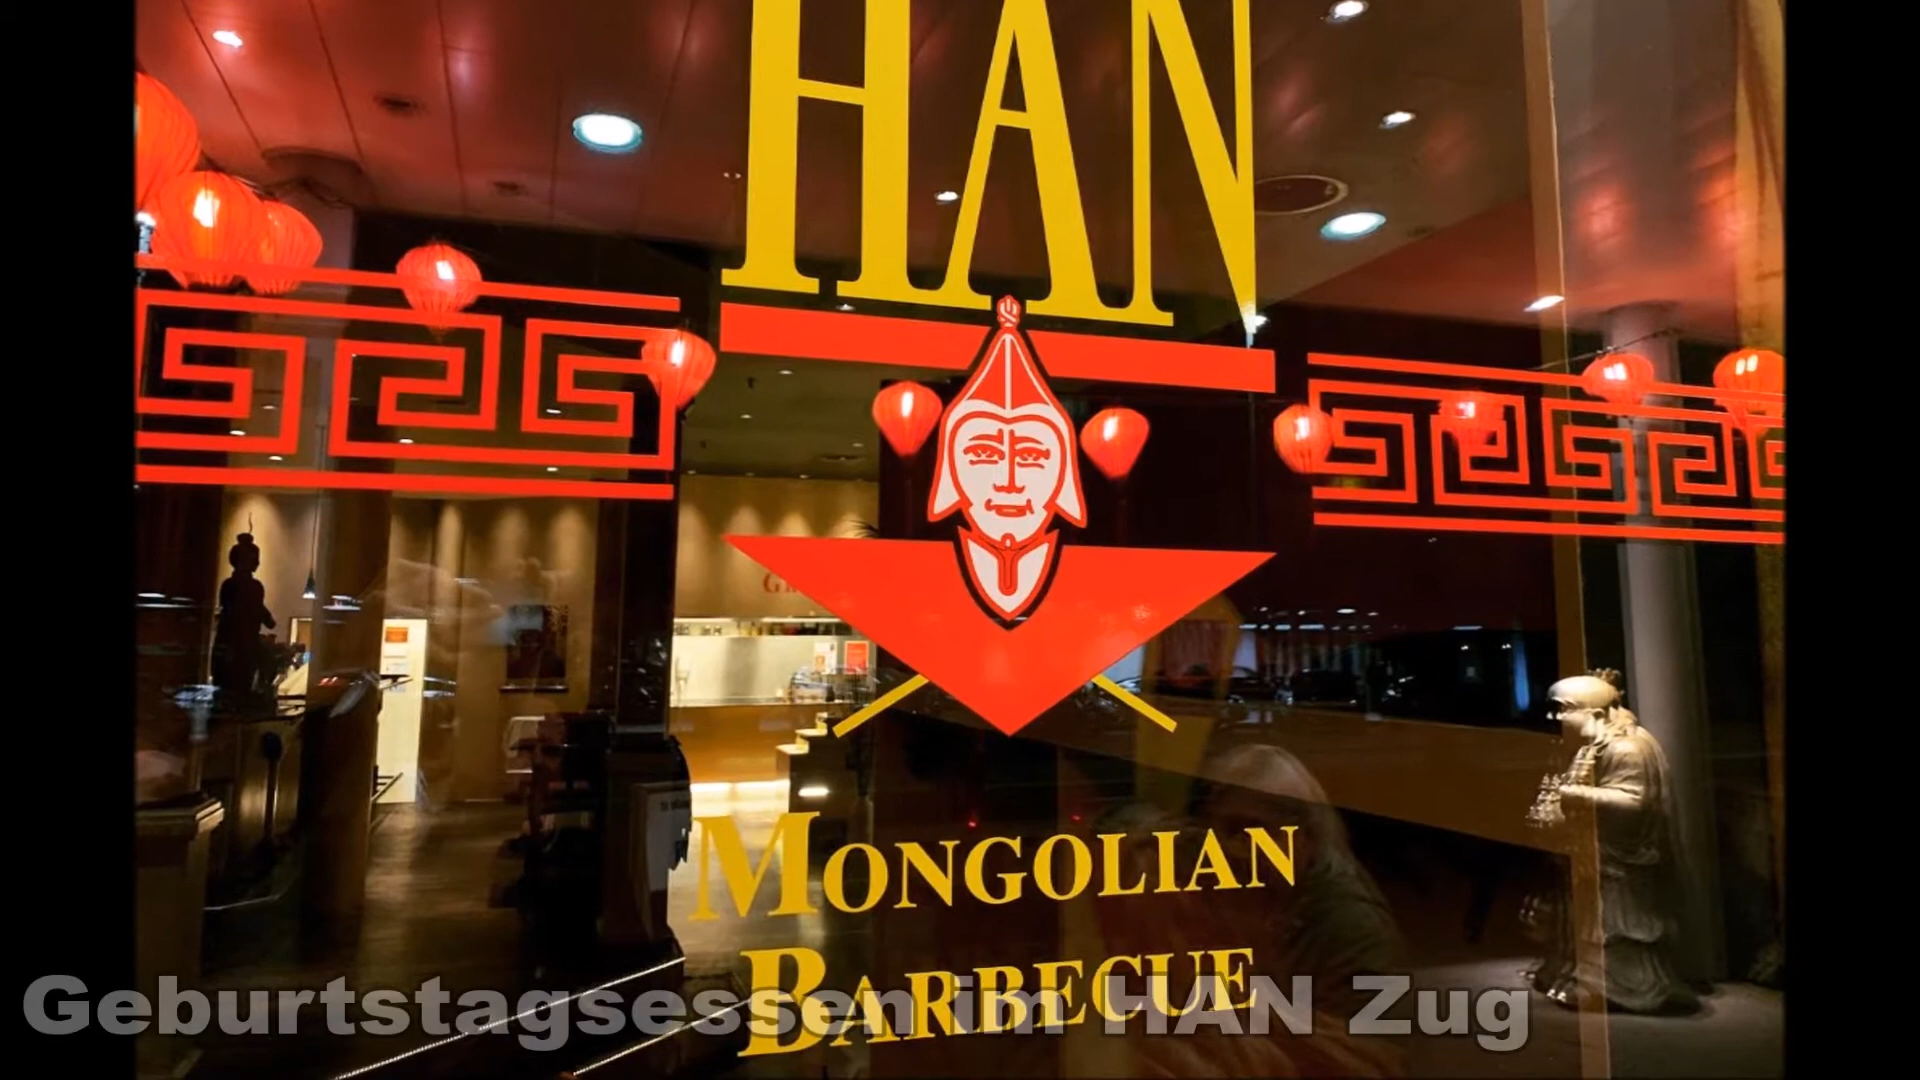 HAN
MONGOLIAN
BARBECUE
Geburtstagsessen im HAN Zug